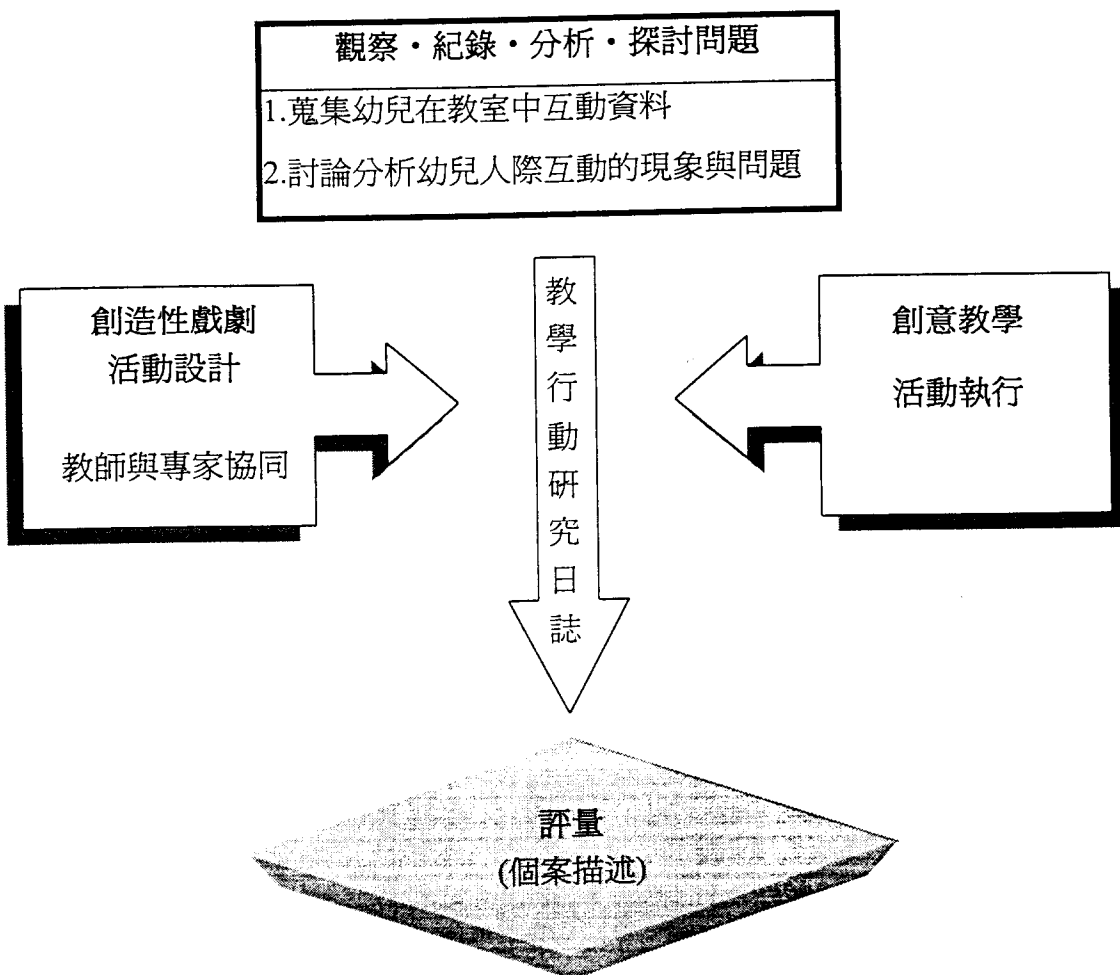 觀察・紀錄・分析・探討問題
1.蒐集幼兒在教室中互動資料
2.討論分析幼兒人際互動的現象與問題
創造性戲劇
活動設計
教師與專家協同
教學行動研究日誌
創意教學
活動執行
評量
(個案描述)